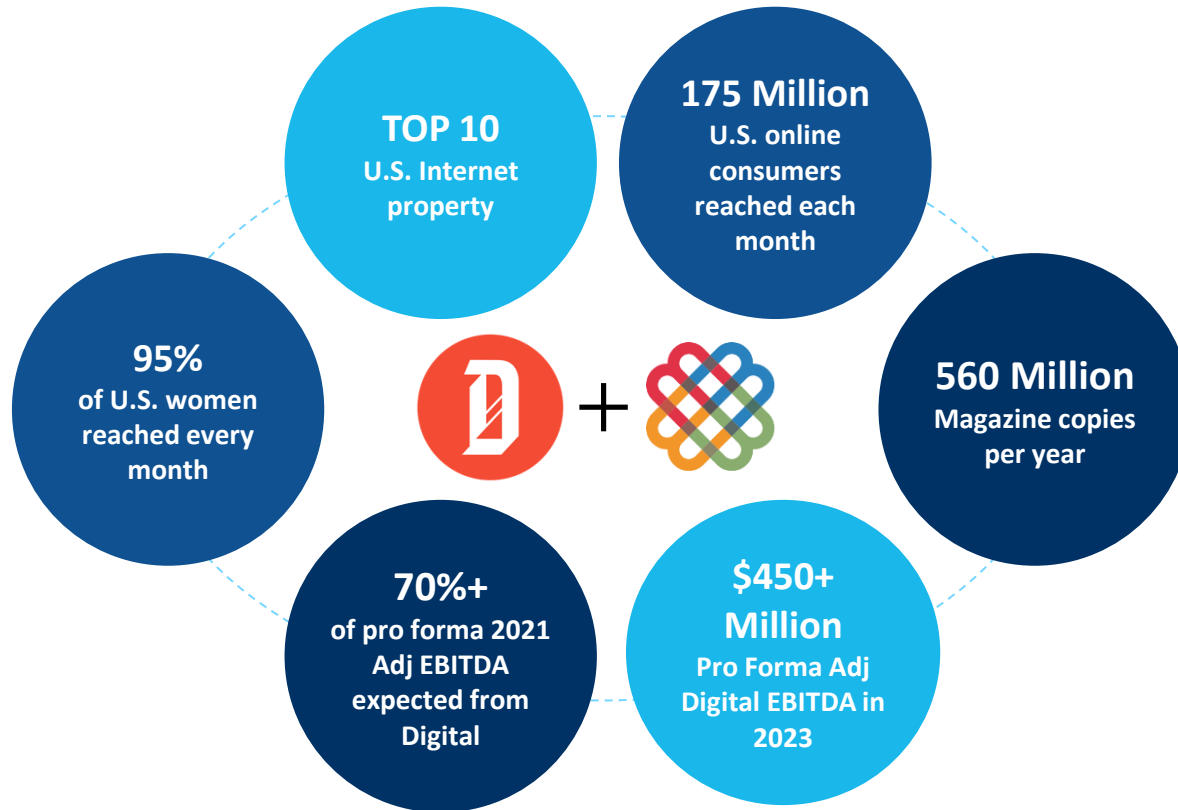 TOP 10
U.S. Internet
property
175 Million
U.S. online
consumers
reached each
month
95%
of U.S. women
reached every
month
D
560 Million
Magazine copies
per year
70%+
of pro forma 2021
Adj EBITDA
expected from
Digital
$450+
Million
Pro Forma Adj
Digital EBITDA in
2023